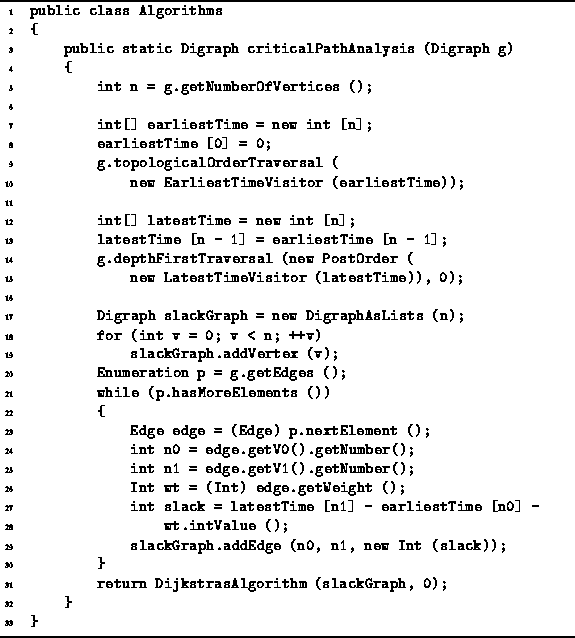 1 public class Algorithms
2 {
3 public static Digraph criticalPathAnalysis (Digraph g)
4 {
5 int n = g.getNumberOfVertices ();
6
7 int[] earliestTime = new int [n];
8 earliestTime [0] = 0;
9 g.topologicalOrderTraversal (
10 new EarliestTimeVisitor (earliestTime));
11
12 int[] latestTime = new int [n];
13 latestTime [n - 1] = earliestTime [n - 1];
14 g.depthFirstTraversal (new PostOrder (
15 new LatestTimeVisitor (latestTime)), 0);
16
17 Digraph slackGraph = new DigraphAsLists (n);
18 for (int v = 0; v < n; ++v)
19 slackGraph.addVertex (v);
20 Enumeration p = g.getEdges ();
21 while (p.hasMoreElements ())
22 {
23 Edge edge = (Edge) p.nextElement ();
24 int n0 = edge.getV0().getNumber();
25 int n1 = edge.getV1().getNumber();
26 Int wt = (Int) edge.getWeight ();
27 int slack = latestTime [n1] - earliestTime [n0] -
28 wt.intValue ();
29 slackGraph.addEdge (n0, n1, new Int (slack));
30 }
31 return DijkstrasAlgorithm (slackGraph, 0);
32 }
33 }